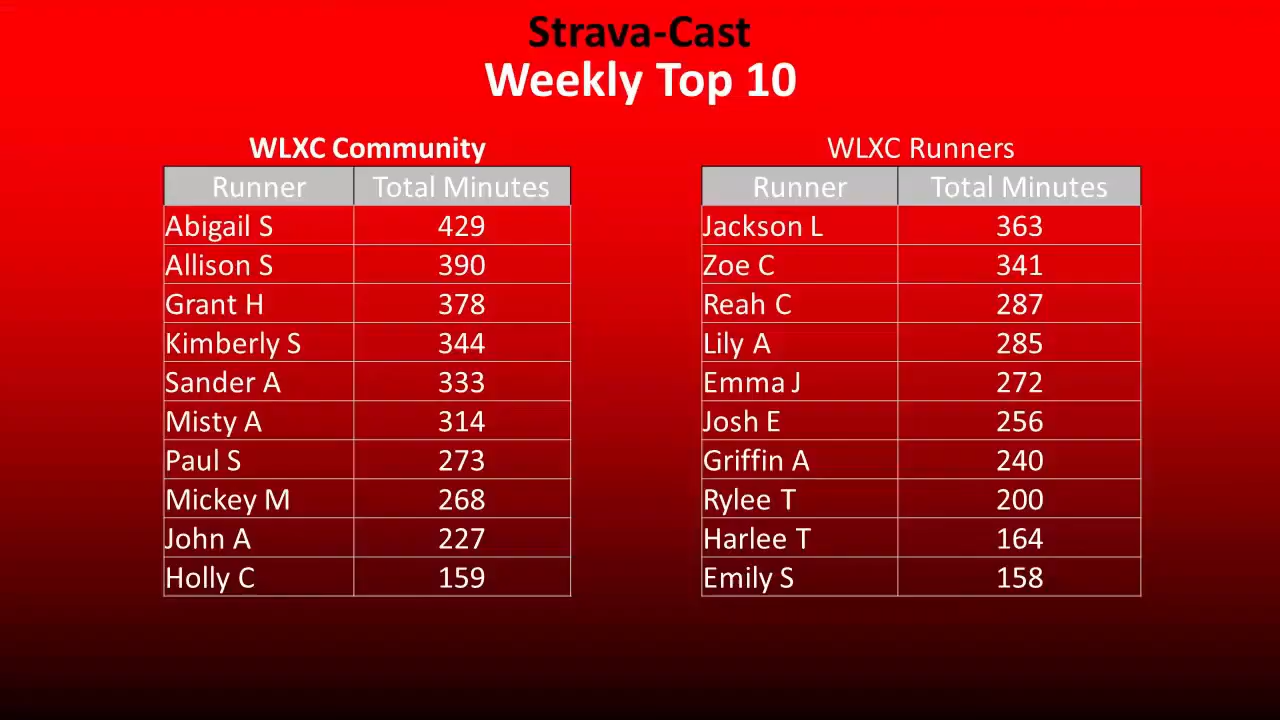 Strava-Cast
Weekly Top 10
WLXC Community
Runner Total Minutes
Abigail S 429
Allison S 390
Grant H 378
Kimberly S 344
Sander A 333
Misty A 314
Paul S 273
Mickey M 268
John A 227
Holly C 159
WLXC Runners
Runner Total Minutes
Jackson L 363
Zoe C 341
Reah C 287
Lily A 285
Emma J 272
Josh E 256
Griffin A 240
Rylee T 200
Harlee T 164
Emily S 158